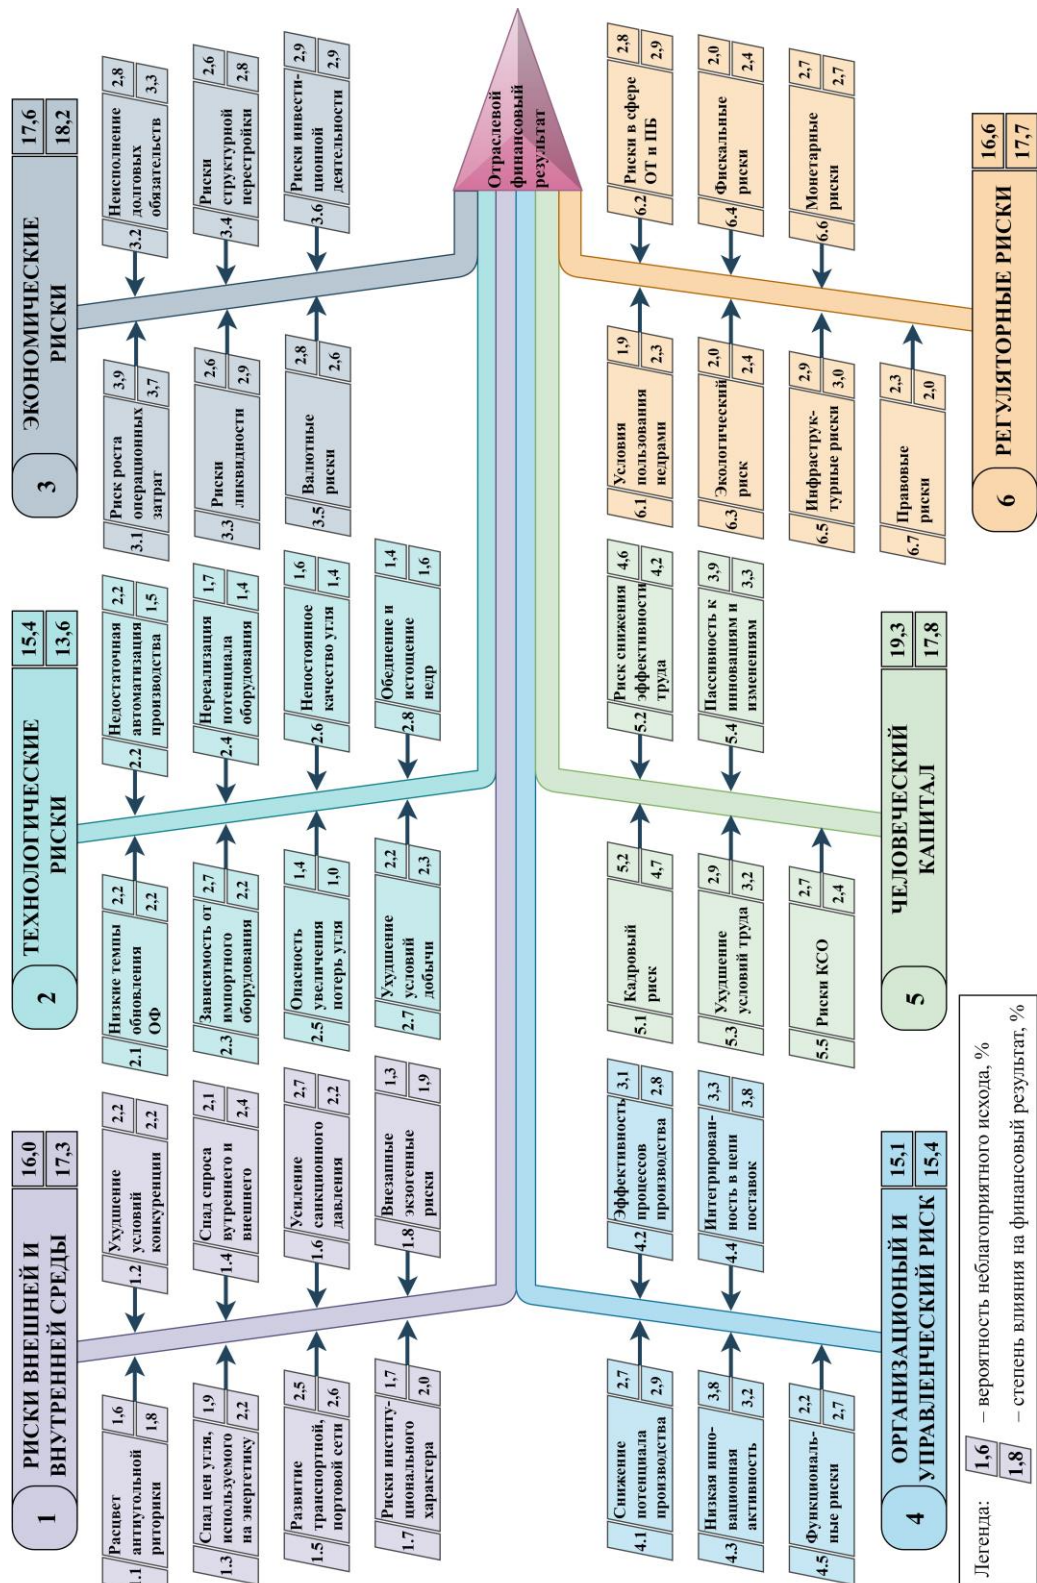 1
РИСКИ ВНЕШНЕЙ И
ВНУТРЕННЕЙ СРЕДЫ
16,0
17,3
1.1
Расцвет
антиугольной
риторики
1,6
1,8
1.2
Ухудшение
условий
конкуренции
2,2
2,2
1.3
Спад цен угля,
используемого
на энергетику
1,9
2,2
1.4
Спад спроса
вутреннего и
внешнего
2,1
2,4
1.5
Развитие
транспортной,
портовой сети
2,5
2,6
1.6
Усиление
санкционного
давления
2,7
2,2
1.7
Риски институ-
ционального
характера
1,7
2,0
1.8
Внезапные
экзогенные
риски
1,3
1,9
2
ТЕХНОЛОГИЧЕСКИЕ
РИСКИ
15,4
13,6
2.1
Низкие темпы
обновления
ОФ
2,2
2,2
2.2
Недостаточная
автоматизация
производства
2,2
1,5
2.3
Зависимость от
импортного
оборудования
2,7
2,2
2.4
Нереализация
потенциала
оборудования
1,7
1,4
2.5
Опасность
увеличения
потерь угля
1,4
1,0
2.6
Непостоянное
качество угля
1,6
1,4
2.7
Ухудшение
условий
добычи
2,2
2,3
2.8
Обеднение и
истощение
недр
1,4
1,6
3
ЭКОНОМИЧЕСКИЕ
РИСКИ
17,6
18,2
3.1
Риск роста
операционных
затрат
3,9
3,7
3.2
Неисполнение
долговых
обязательств
2,8
3,3
3.3
Риски
ликвидности
2,6
2,9
3.4
Риски
структурной
перестройки
2,6
2,8
3.5
Валютные
риски
2,8
2,6
3.6
Риски инвести-
ционной
деятельности
2,9
2,9
Отраслевой
финансовый
результат
4.1
Снижение
потенциала
производства
2,7
2,9
4.2
Эффективность
процессов
производства
3,1
2,8
4.3
Низкая инно-
вационная
активность
3,8
3,2
4.4
Интегрирован-
ность в цепи
поставок
3,3
3,8
4.5
Функциональ-
ные риски
2,2
2,7
4
ОРГАНИЗАЦИОНЫЙ И
УПРАВЛЕНЧЕСКИЙ РИСК
15,1
15,4
5.1
Кадровый
риск
5,2
4,7
5.2
Риск снижения
эффективности
труда
4,6
4,2
5.3
Ухудшение
условий труда
2,9
3,2
5.4
Пассивность к
инновациям и
изменениям
3,9
3,3
5.5
Риски КСО
2,7
2,4
5
ЧЕЛОВЕЧЕСКИЙ
КАПИТАЛ
19,3
17,8
6.1
Условия
пользования
недрами
1,9
2,3
6.2
Риски в сфере
ОТ и ПБ
2,8
2,9
6.3
Экологический
риск
2,0
2,4
6.4
Фискальные
риски
2,0
2,4
6.5
Инфраструк-
турные риски
2,9
3,0
6.6
Монетарные
риски
2,7
2,7
6.7
Правовые
риски
2,3
2,0
6
РЕГУЛЯТОРНЫЕ РИСКИ
16,6
17,7
Легенда:
1,6
– вероятность неблагоприятного исхода, %
1,8
– степень влияния на финансовый результат, %